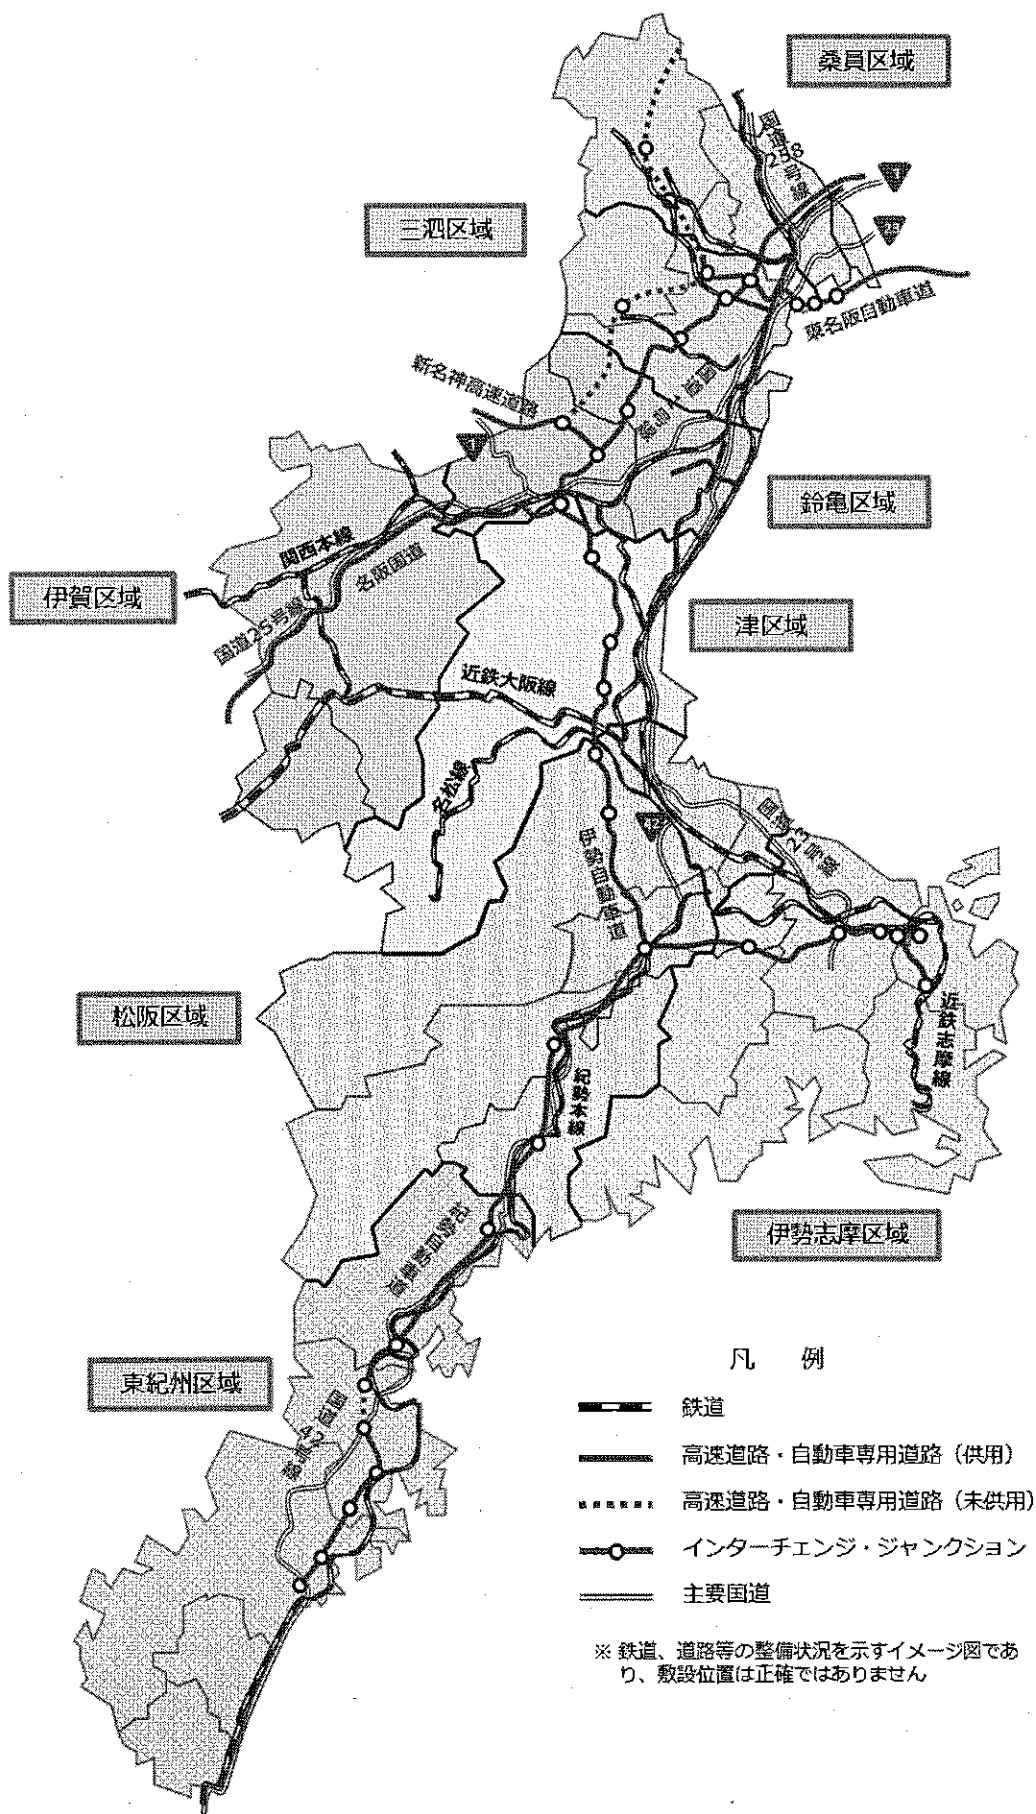 桑員区域
国道258号線
1
三泗区域
23
東名阪自動車道
新名神高速道路
国道1号線
1
鈴亀区域
関西本線
名阪国道
伊賀区域
国道25号線
津区域
近鉄大阪線
名松線
国道23号線
42
伊勢自動車道
松阪区域
近鉄志摩線
紀勢本線
伊勢志摩区域
紀勢自動車道
東紀州区域
国道42号線
凡 例
鉄道
高速道路・自動車専用道路（供用）
高速道路・自動車専用道路（未供用）
インターチェンジ・ジャンクション
主要国道
※ 鉄道、道路等の整備状況を示すイメージ図であ
り、敷設位置は正確ではありません